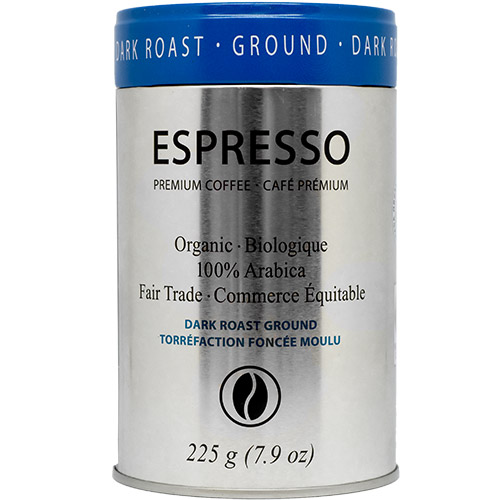 DARK ROAST · GROUND · DARK
ESPRESSO
PREMIUM COFFEE · CAFÉ PRÉMIUM
Organic · Biologique
100% Arabica
Fair Trade · Commerce Équitable
DARK ROAST GROUND
TORRÉFACTION FONCÉE MOULU
225 g (7.9 oz)